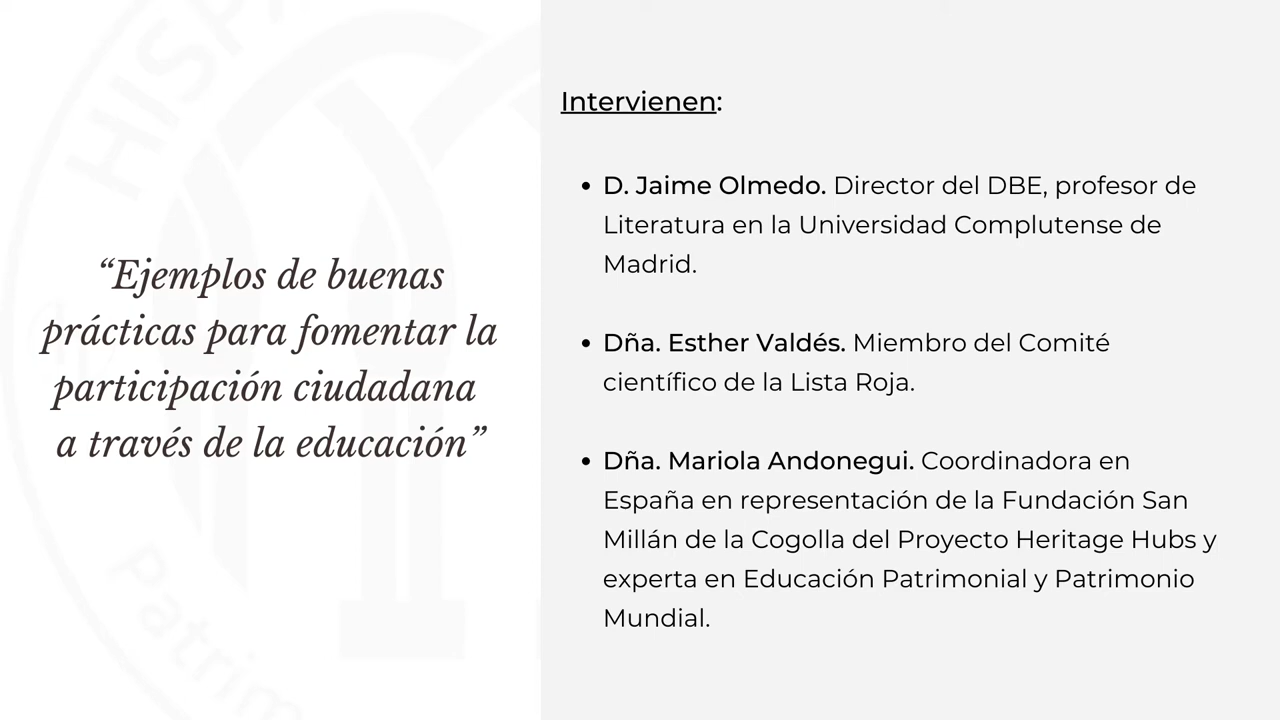 HISPA
Patrim
“Ejemplos de buenas
prácticas para fomentar la
participación ciudadana
a través de la educación”
Intervienen:
• D. Jaime Olmedo. Director del DBE, profesor de
Literatura en la Universidad Complutense de
Madrid.
• Dña. Esther Valdés. Miembro del Comité
científico de la Lista Roja.
• Dña. Mariola Andonegui. Coordinadora en
España en representación de la Fundación San
Millán de la Cogolla del Proyecto Heritage Hubs y
experta en Educación Patrimonial y Patrimonio
Mundial.